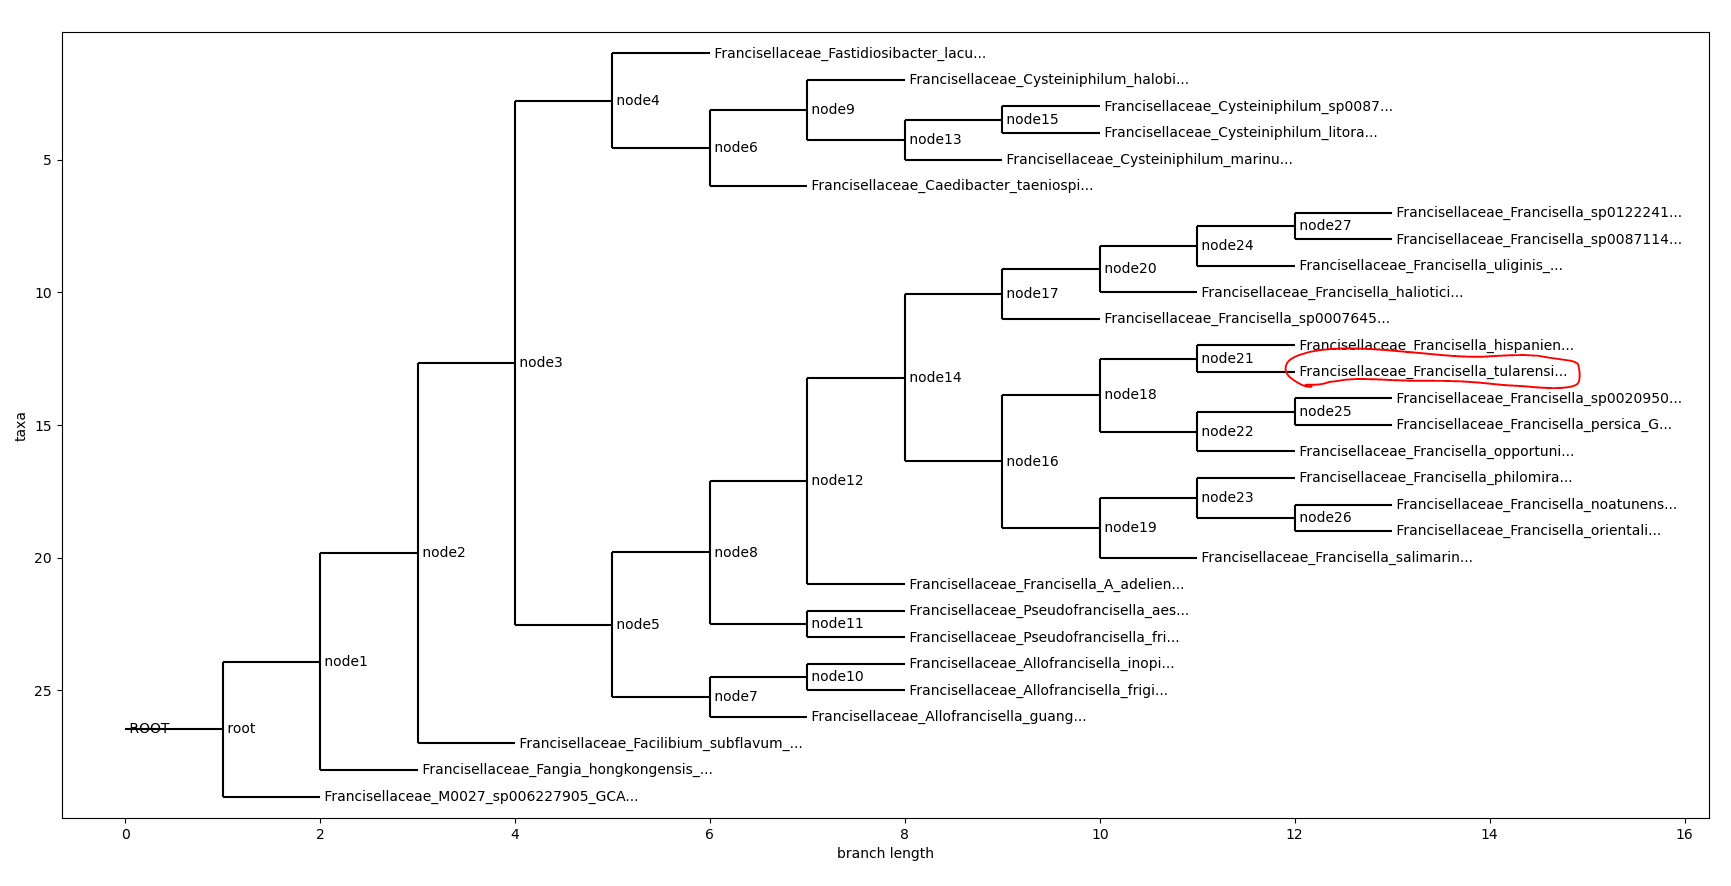 Francisellaceae_Fastidiosibacter_lacu...
Francisellaceae_Cysteiniphilum_halobi...
node4
Francisellaceae_Cysteiniphilum_sp0087...
node9
node15
Francisellaceae_Cysteiniphilum_litora...
node13
node6
Francisellaceae_Cysteiniphilum_marinu...
5
Francisellaceae_Caedibacter_taeniospi...
Francisellaceae_Francisella_sp0122241...
node27
Francisellaceae_Francisella_sp0087114...
node24
Francisellaceae_Francisella_uliginis_...
node20
10
node17
Francisellaceae_Francisella_haliotici...
Francisellaceae_Francisella_sp0007645...
Francisellaceae_Francisella_hispanien...
node21
node3
Francisellaceae_Francisella_tularensi...
node14
node18
Francisellaceae_Francisella_sp0020950...
node25
15
taxa
Francisellaceae_Francisella_persica_G...
node22
Francisellaceae_Francisella_opportuni...
node16
node12
Francisellaceae_Francisella_philomira...
node23
Francisellaceae_Francisella_noatunens...
node26
node19
Francisellaceae_Francisella_orientali...
node2
node8
20
Francisellaceae_Francisella_salimarin...
Francisellaceae_Francisella_A_adelien...
Francisellaceae_Pseudofrancisella_aes...
node5
node11
Francisellaceae_Pseudofrancisella_fri...
node1
Francisellaceae_Allofrancisella_inopi...
node10
25
Francisellaceae_Allofrancisella_frigi...
node7
Francisellaceae_Allofrancisella_guang...
ROOT
root
Francisellaceae_Facilibium_subflavum_...
Francisellaceae_Fangia_hongkongensis_...
Francisellaceae_M0027_sp006227905_GCA...
0 2 4 6 8 10 12 14 16
branch length